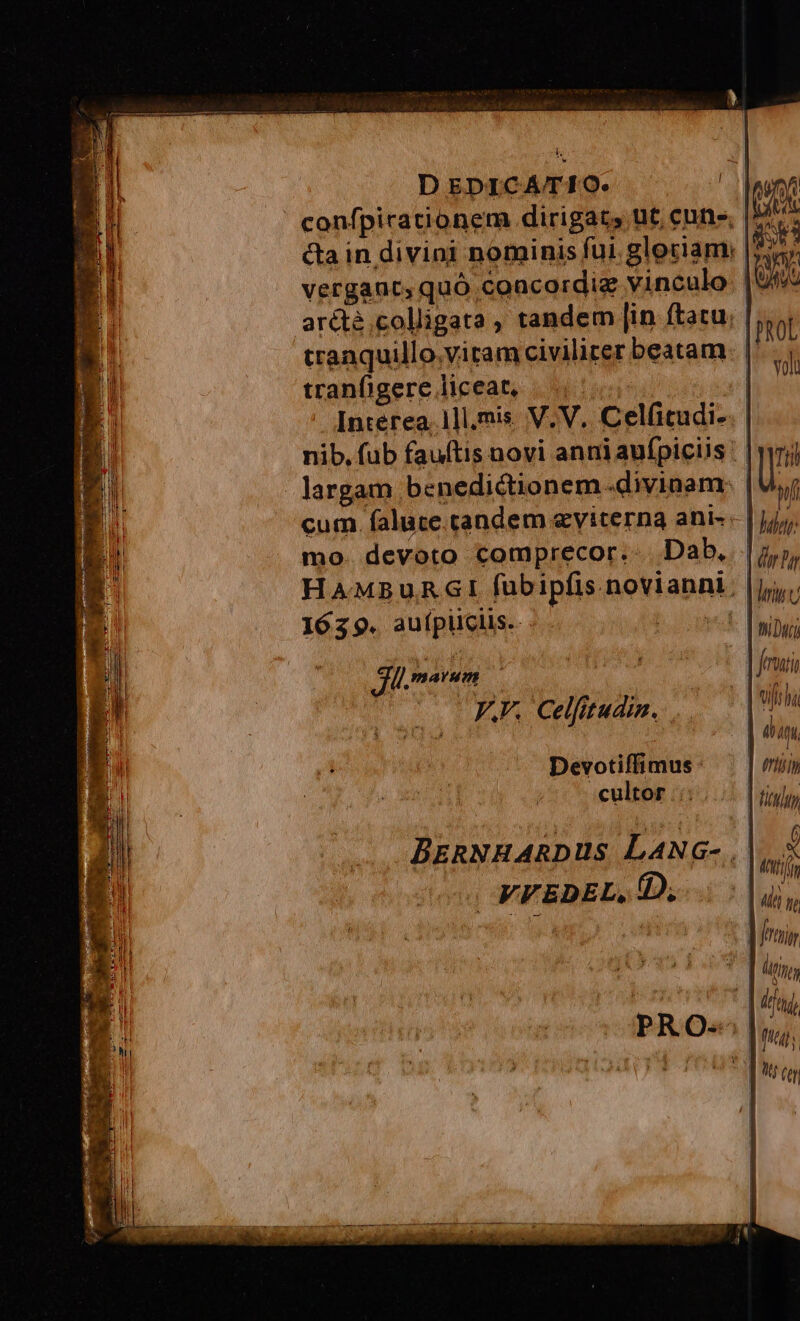 DEDICATIO.
conſpirationem dirigat, ut, cun-
cta in divini nominis ſui gloriam
vergant, quò concordiæ vinculo
arctè colligata, tandem in ſtatu
tranquillo vitam civiliter beatam
tranſigere liceat.
Interea Ill.mis V.V. Celſitudi-
nib. ſub fauſtis novi anni auſpiciis
largam benedictionem divinam
cum ſalute tandem æviterna ani-
mo devoto comprecor. Dab.
HAMBURGI ſub ipſis novi anni
1639. auſpiiciis.
Ill.marum
V.V. Celſitudin.
Devotiſſimus
cultor
BERNHARDUS LANG-
VVEDEL, D.
PRO-